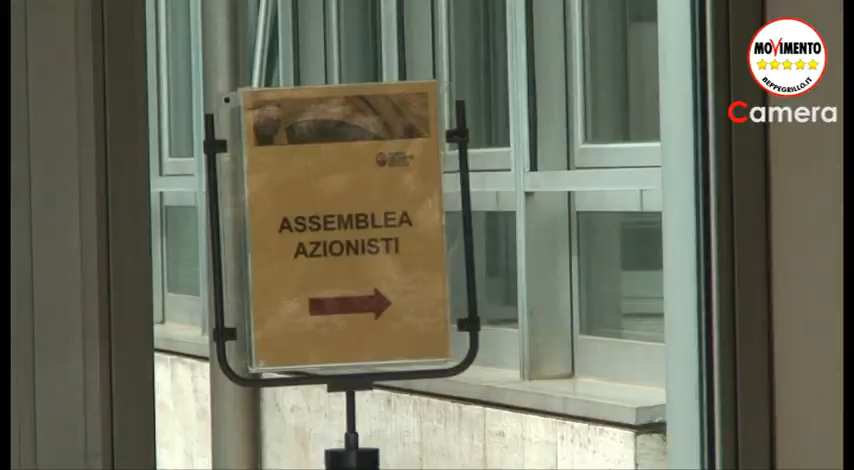 MOVIMENTO
BEPPEGRILLO.IT
Camera
ASSEMBLEA
AZIONISTI